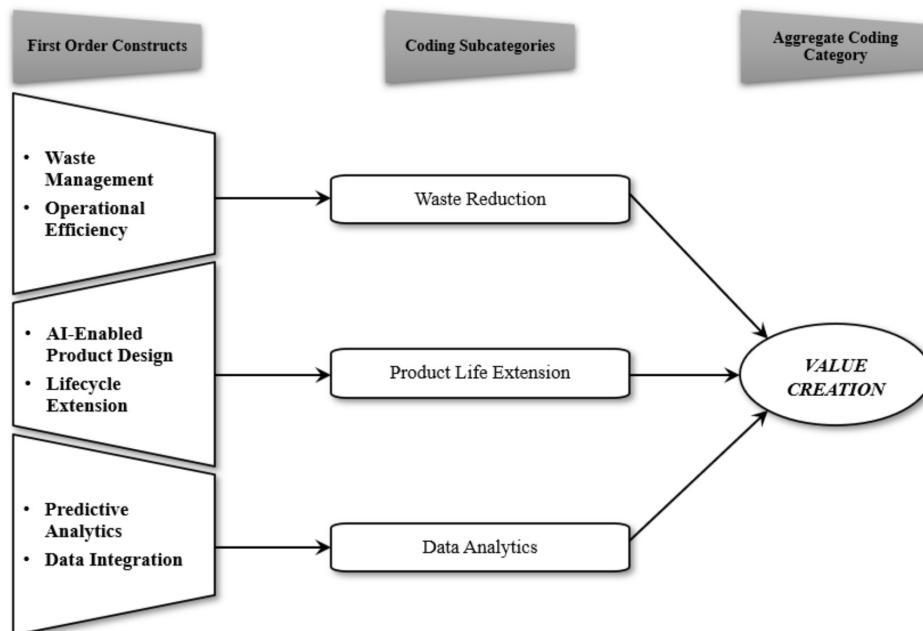 First Order Constructs
Coding Subcategories
Aggregate Coding
Category
• Waste
Management
• Operational
Efficiency
Waste Reduction
• AI-Enabled
Product Design
• Lifecycle
Extension
Product Life Extension
VALUE
CREATION
• Predictive
Analytics
• Data Integration
Data Analytics